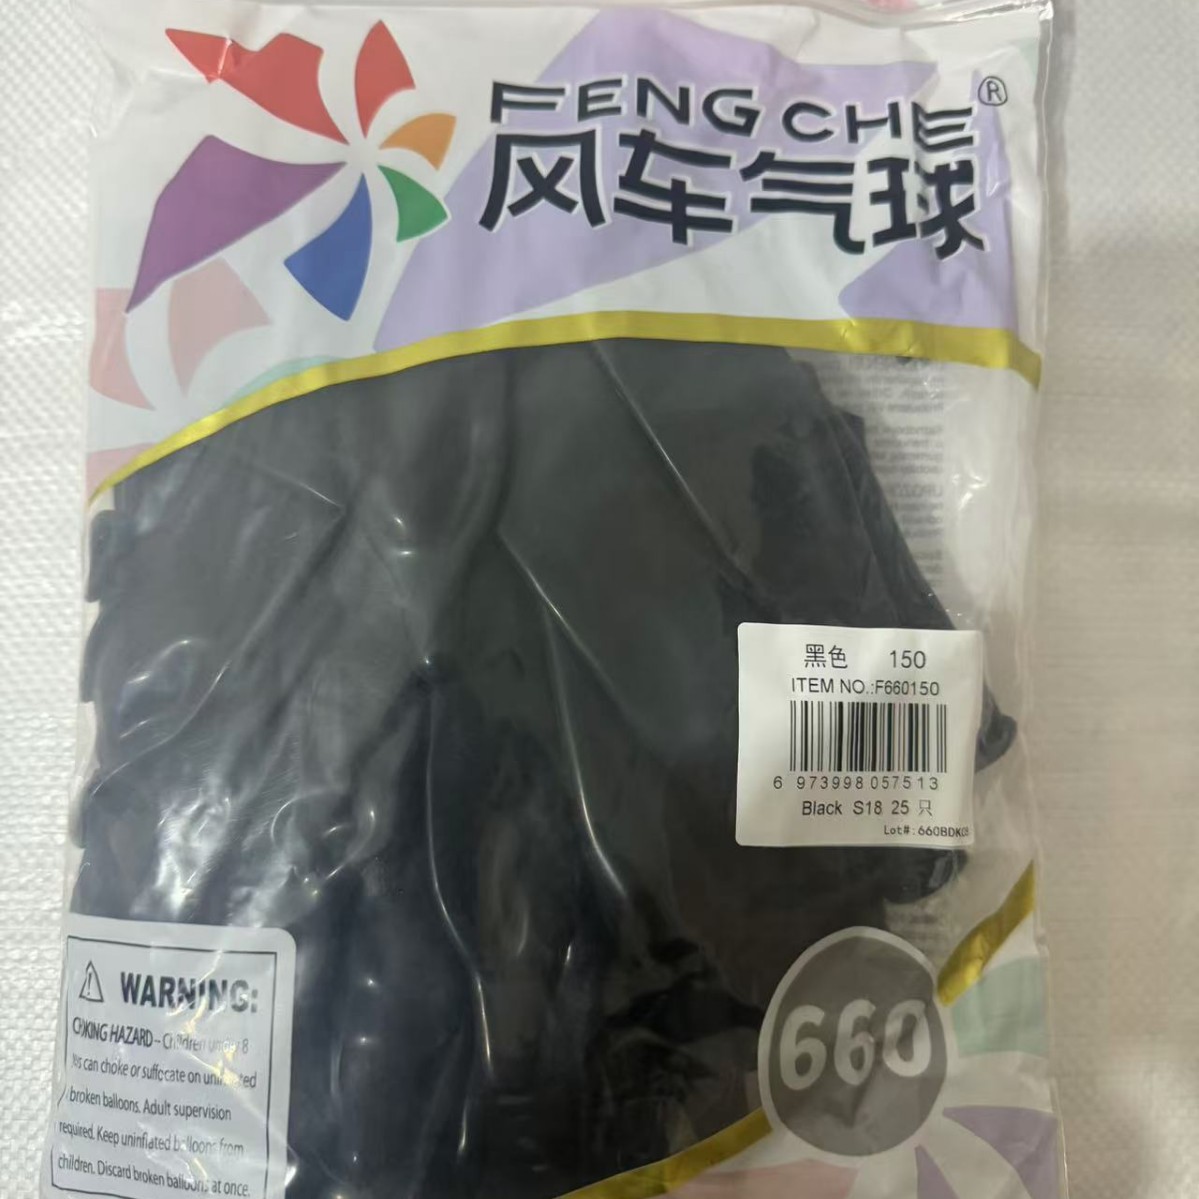 FENG CHE®
风车气球
黑色 150
ITEM NO.:F660150
6 973998 057513
Black S18 25 只
Lot#: 660BDK
WARNING:
CHOKING HAZARD – Children under 8
can choke or suffocate on uninflated
broken balloons. Adult supervision
required. Keep uninflated balloons from
children. Discard broken balloons at once.
660